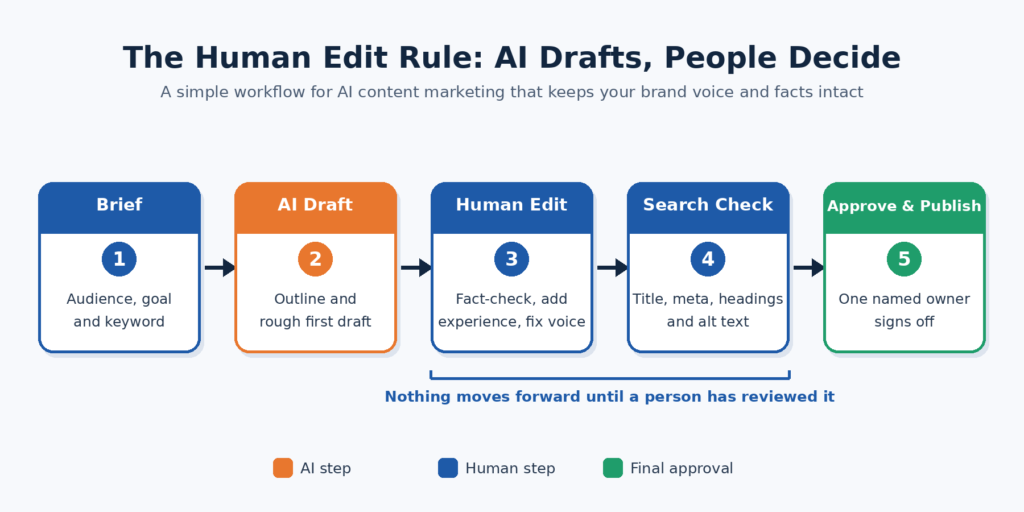 The Human Edit Rule: AI Drafts, People Decide
A simple workflow for AI content marketing that keeps your brand voice and facts intact
Brief
1
Audience, goal
and keyword
AI Draft
2
Outline and
rough first draft
Human Edit
3
Fact-check, add
experience, fix voice
Search Check
4
Title, meta, headings
and alt text
Approve & Publish
5
One named owner
signs off
Nothing moves forward until a person has reviewed it
AI step
Human step
Final approval